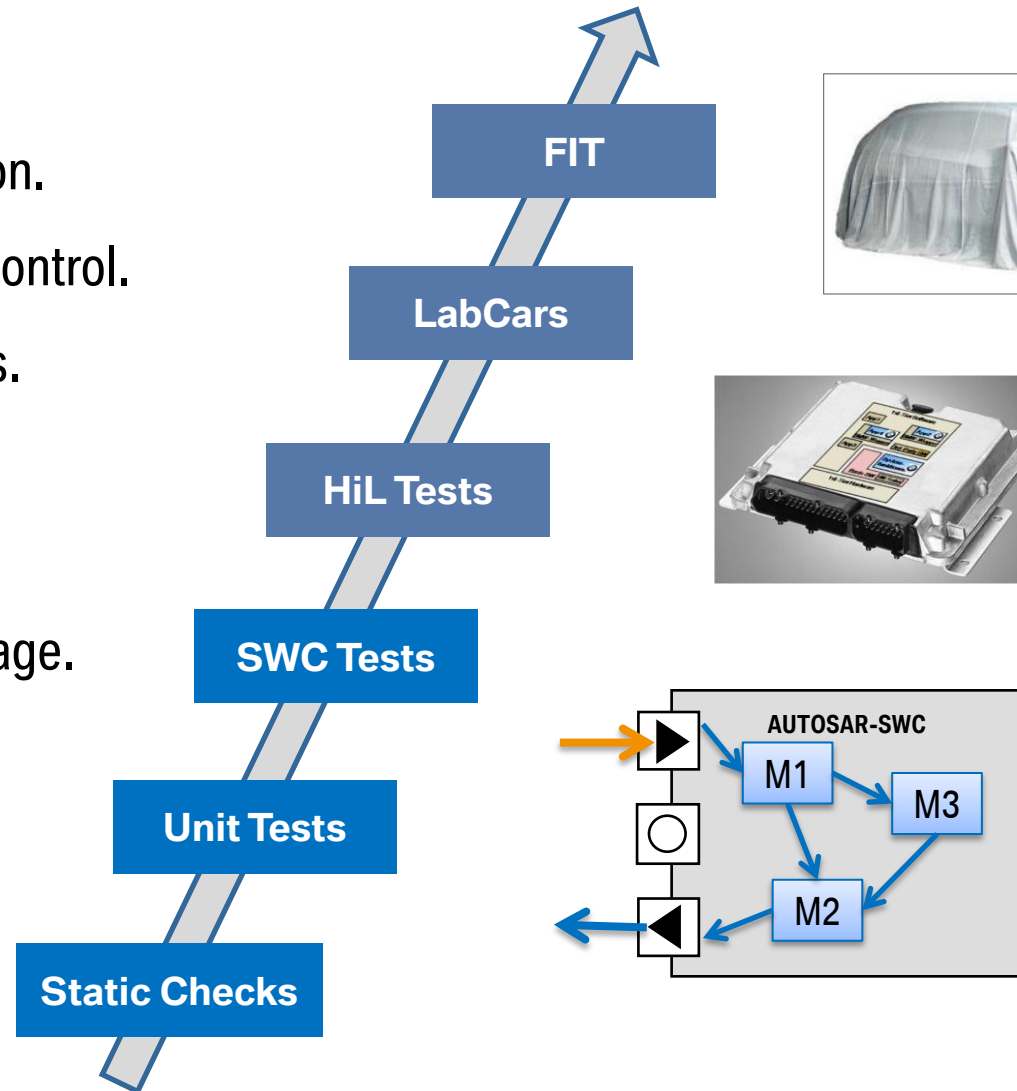 FIT
on.
ontrol.
LabCars
s.
HiL Tests
age.
SWC Tests
AUTOSAR-SWC
M1
M3
Unit Tests
M2
Static Checks